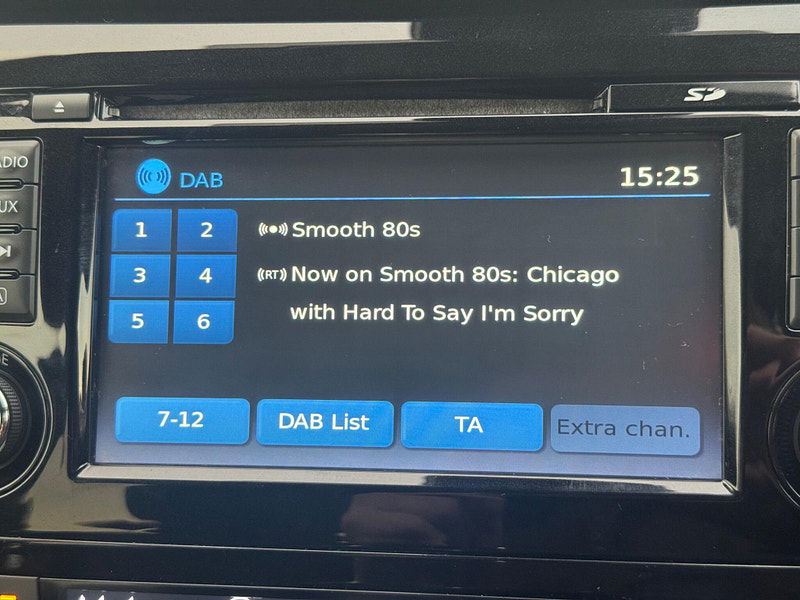 SD
ADIO
UX
DAB
15:25
1 2
Smooth 80s
3 4
RT Now on Smooth 80s: Chicago
with Hard To Say I'm Sorry
5 6
7-12
DAB List
TA
Extra chan.